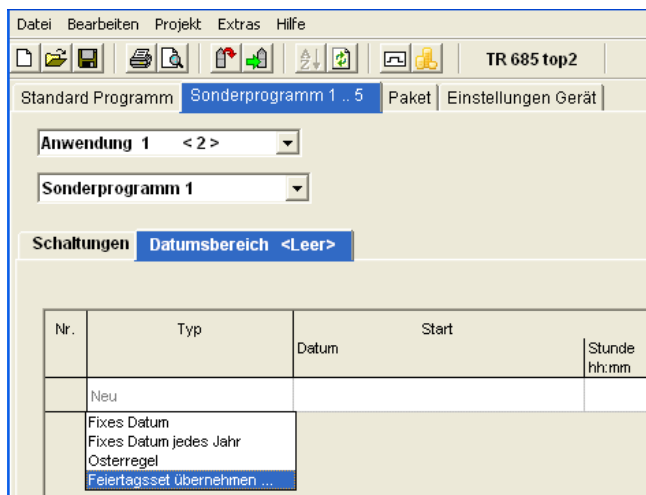 Datei Bearbeiten Projekt Extras Hilfe
TR 685 top2
Standard Programm Sonderprogramm 1 .. 5 Paket Einstellungen Gerät
Anwendung 1 < 2 >
Sonderprogramm 1
Schaltungen Datumsbereich <Leer>
Nr. Typ Start
Datum Stunde
hh:mm
Neu
Fixes Datum
Fixes Datum jedes Jahr
Osterregel
Feiertagsset übernehmen ...